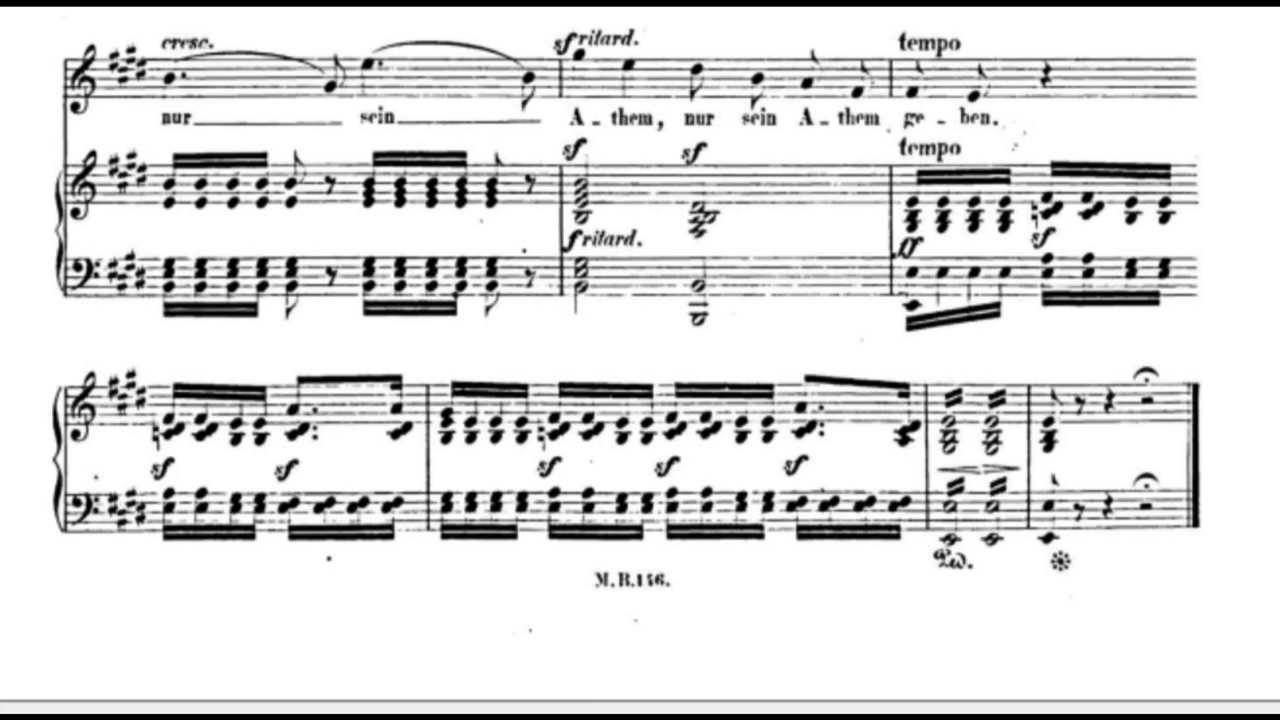 cresc. sf ritard. tempo
nur sein A - them, nur sein A - them ge - ben.
sf sf tempo
sf ritard. ff sf
sf sf sf sf sf
Ped.
M.B.146.